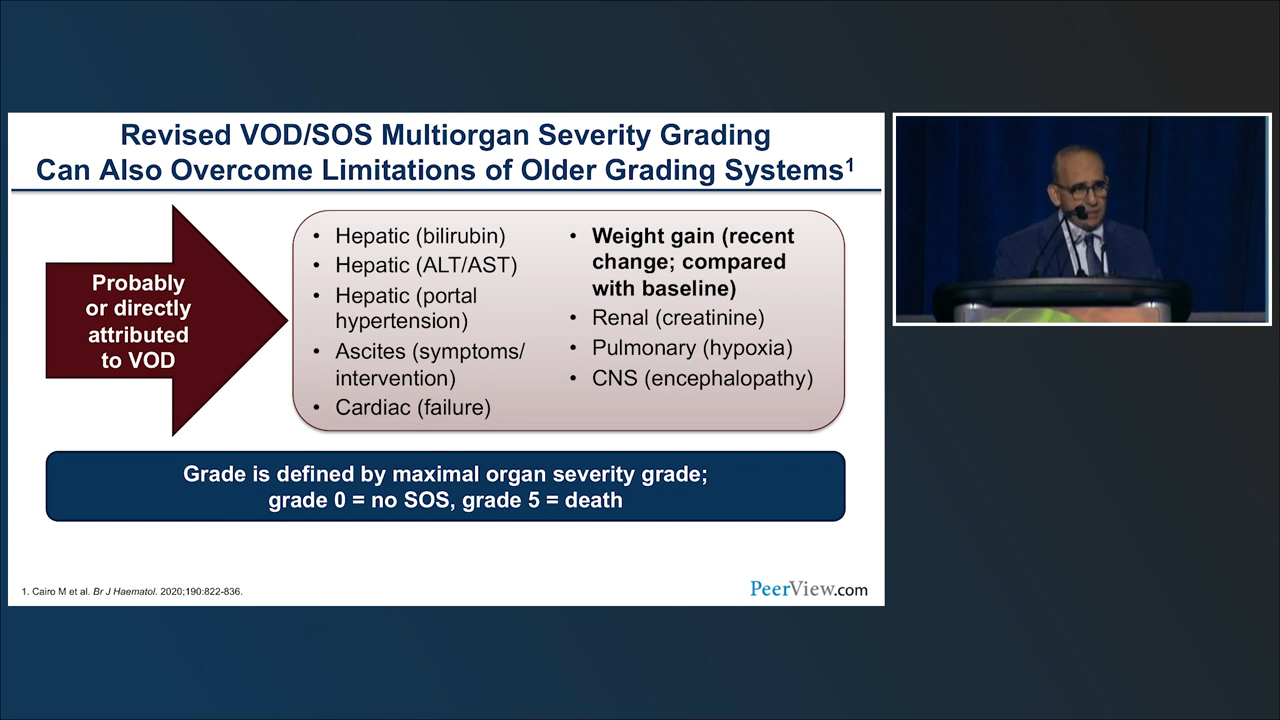 Revised VOD/SOS Multiorgan Severity Grading
Can Also Overcome Limitations of Older Grading Systems1
Probably
or directly
attributed
to VOD
• Hepatic (bilirubin)
• Hepatic (ALT/AST)
• Hepatic (portal
hypertension)
• Ascites (symptoms/
intervention)
• Cardiac (failure)
• Weight gain (recent
change; compared
with baseline)
• Renal (creatinine)
• Pulmonary (hypoxia)
• CNS (encephalopathy)
Grade is defined by maximal organ severity grade;
grade 0 = no SOS, grade 5 = death
1. Cairo M et al. Br J Haematol. 2020;190:822-836.
PeerView.com